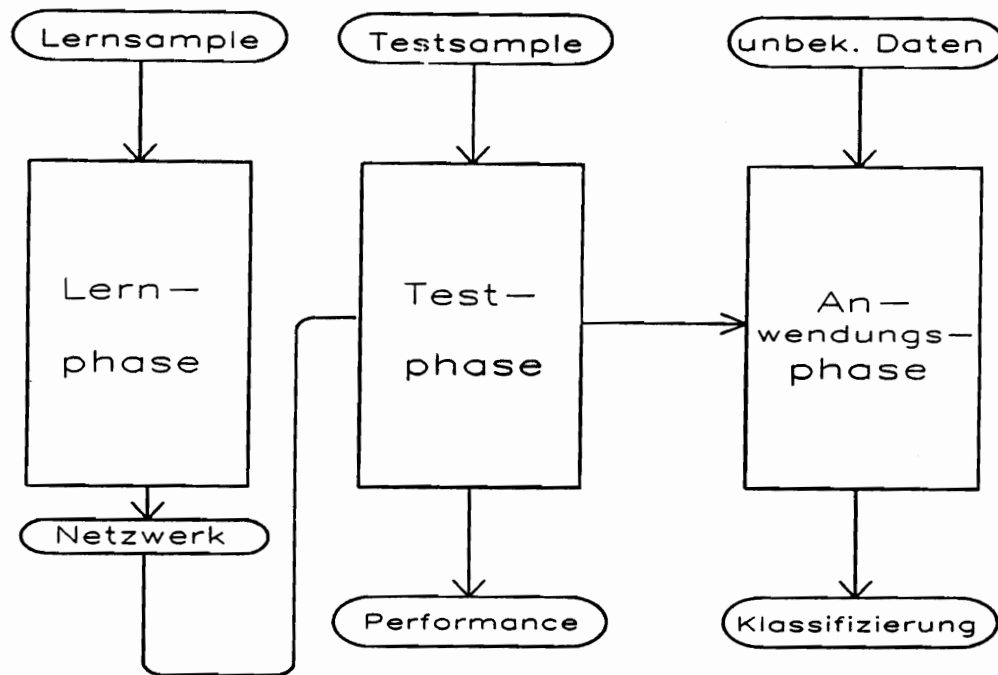 Lernsample
Testsample
unbek. Daten
Lern—
phase
Test—
phase
An—
wendungs—
phase
Netzwerk
Performance
Klassifizierung